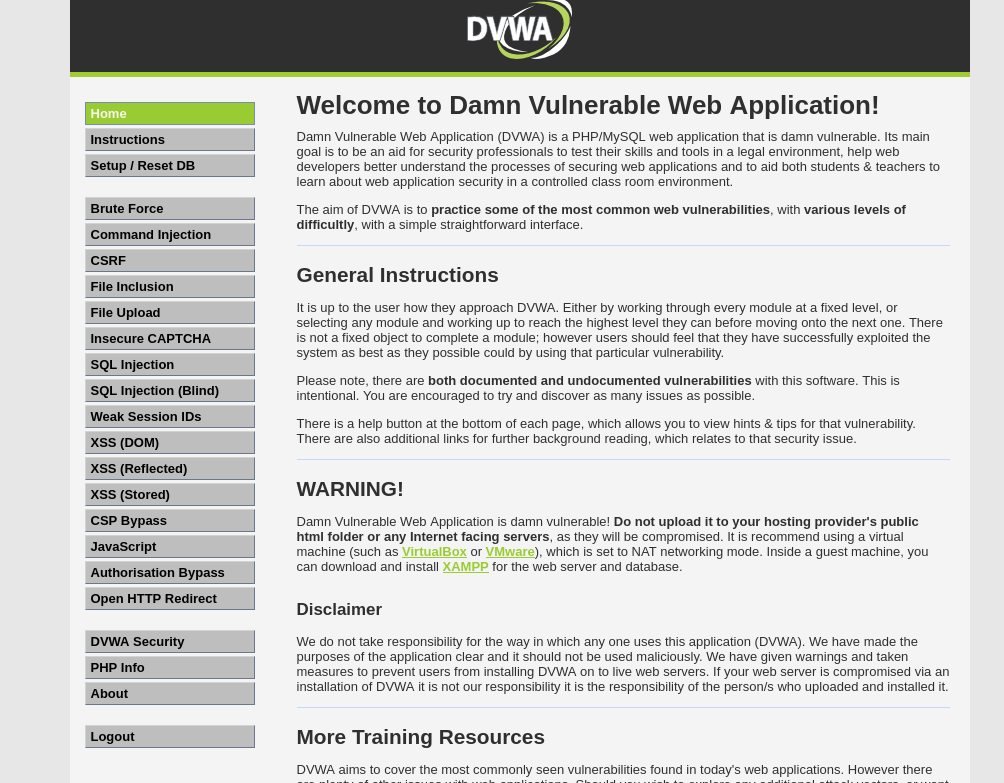 DVWA
Home
Instructions
Setup / Reset DB
Brute Force
Command Injection
CSRF
File Inclusion
File Upload
Insecure CAPTCHA
SQL Injection
SQL Injection (Blind)
Weak Session IDs
XSS (DOM)
XSS (Reflected)
XSS (Stored)
CSP Bypass
JavaScript
Authorisation Bypass
Open HTTP Redirect
DVWA Security
PHP Info
About
Logout
Welcome to Damn Vulnerable Web Application!
Damn Vulnerable Web Application (DVWA) is a PHP/MySQL web application that is damn vulnerable. Its main
goal is to be an aid for security professionals to test their skills and tools in a legal environment, help web
developers better understand the processes of securing web applications and to aid both students & teachers to
learn about web application security in a controlled class room environment.
The aim of DVWA is to practice some of the most common web vulnerabilities, with various levels of
difficultly, with a simple straightforward interface.
General Instructions
It is up to the user how they approach DVWA. Either by working through every module at a fixed level, or
selecting any module and working up to reach the highest level they can before moving onto the next one. There
is not a fixed object to complete a module; however users should feel that they have successfully exploited the
system as best as they possible could by using that particular vulnerability.
Please note, there are both documented and undocumented vulnerabilities with this software. This is
intentional. You are encouraged to try and discover as many issues as possible.
There is a help button at the bottom of each page, which allows you to view hints & tips for that vulnerability.
There are also additional links for further background reading, which relates to that security issue.
WARNING!
Damn Vulnerable Web Application is damn vulnerable! Do not upload it to your hosting provider's public
html folder or any Internet facing servers, as they will be compromised. It is recommend using a virtual
machine (such as VirtualBox or VMware), which is set to NAT networking mode. Inside a guest machine, you
can download and install XAMPP for the web server and database.
Disclaimer
We do not take responsibility for the way in which any one uses this application (DVWA). We have made the
purposes of the application clear and it should not be used maliciously. We have given warnings and taken
measures to prevent users from installing DVWA on to live web servers. If your web server is compromised via an
installation of DVWA it is not our responsibility it is the responsibility of the person/s who uploaded and installed it.
More Training Resources
DVWA aims to cover the most commonly seen vulnerabilities found in today's web applications. However there
are plenty of other issues with web applications. Should you wish to explore any additional attack vectors, or want